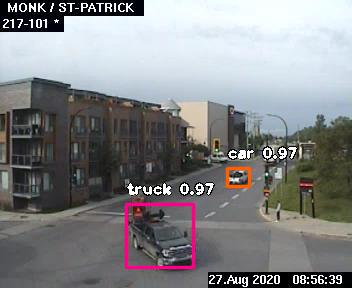 MONK / ST-PATRICK
217-101 *
car 0.97
truck 0.97
27.Aug 2020 08:56:39